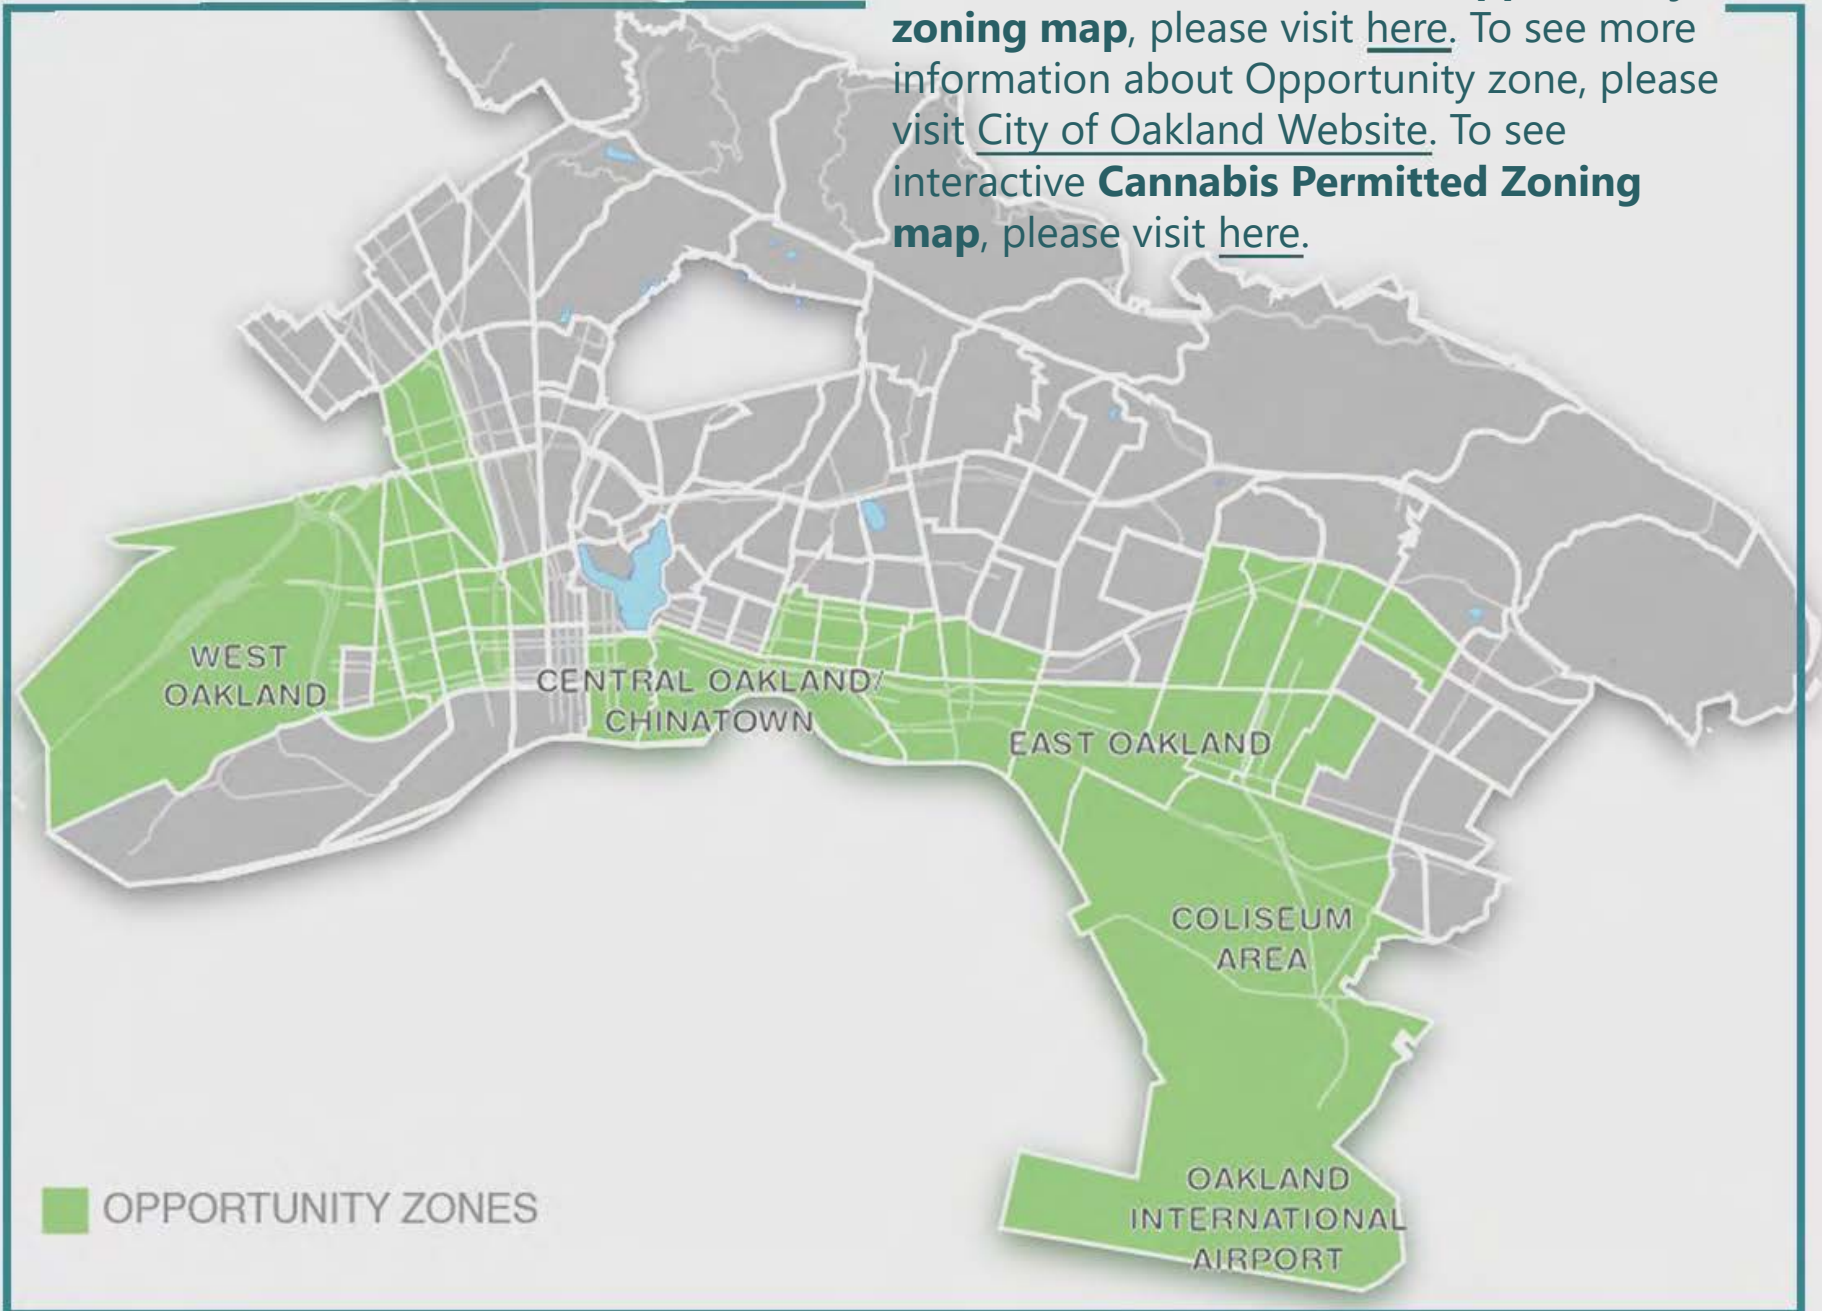 zoning map, please visit here. To see more
information about Opportunity zone, please
visit City of Oakland Website. To see
interactive Cannabis Permitted Zoning
map, please visit here.
WEST
OAKLAND
CENTRAL OAKLAND/
CHINATOWN
EAST OAKLAND
COLISEUM
AREA
OAKLAND
INTERNATIONAL
AIRPORT
OPPORTUNITY ZONES